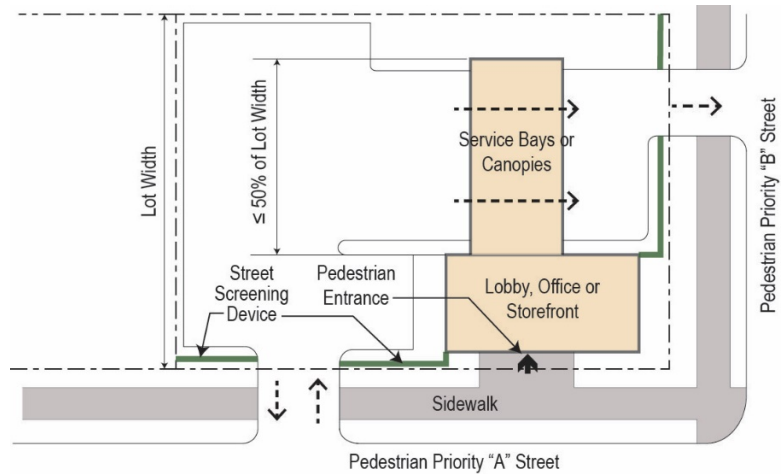 Lot Width
≤ 50% of Lot Width
Service Bays or
Canopies
Pedestrian Priority "B" Street
Street
Screening
Device
Pedestrian
Entrance
Lobby, Office or
Storefront
Sidewalk
Pedestrian Priority "A" Street